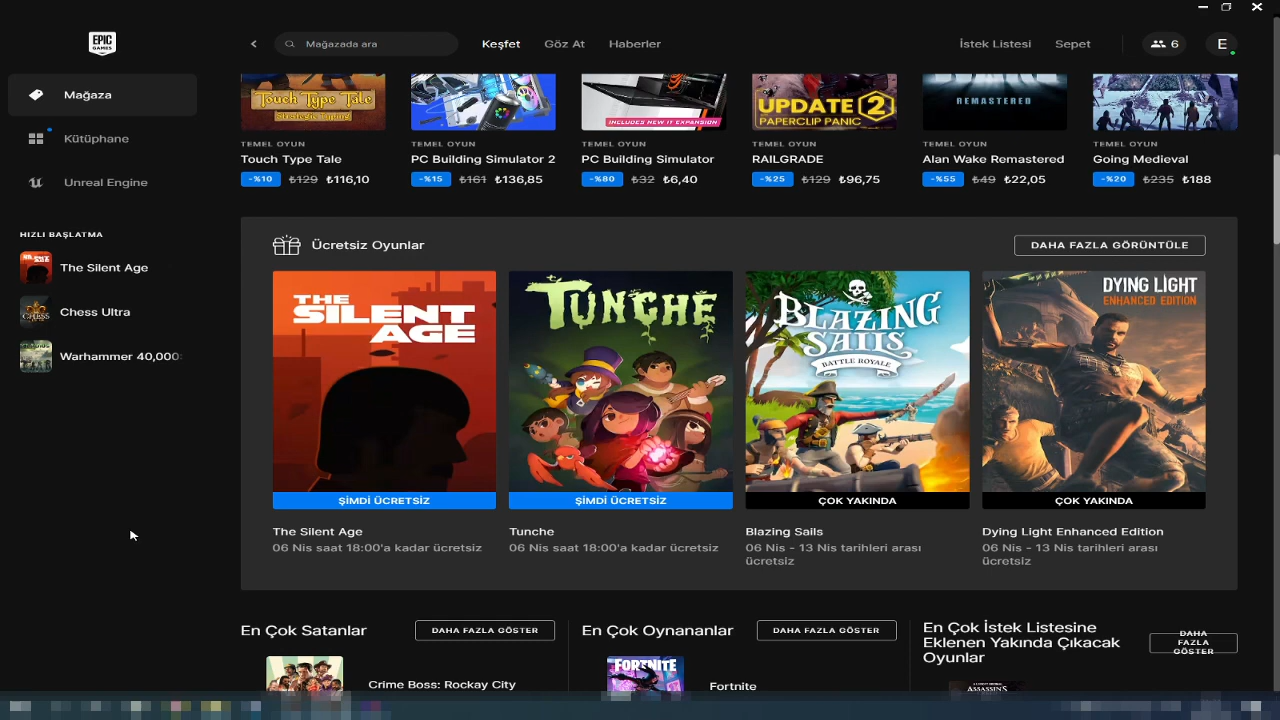 EPIC
GAMES
Mağazada ara
Keşfet
Göz At
Haberler
İstek Listesi
Sepet
6
E
Mağaza
Kütüphane
Unreal Engine
HIZLI BAŞLATMA
The Silent Age
Chess Ultra
Warhammer 40,000:
Touch Type Tale
Strategic Typing
INCLUDES NEW IT EXPANSION
UPDATE 2
PAPERCLIP PANIC
REMASTERED
TEMEL OYUN
Touch Type Tale
-%10 ₺129 ₺116,10
TEMEL OYUN
PC Building Simulator 2
-%15 ₺161 ₺136,85
TEMEL OYUN
PC Building Simulator
-%80 ₺32 ₺6,40
TEMEL OYUN
RAILGRADE
-%25 ₺129 ₺96,75
TEMEL OYUN
Alan Wake Remastered
-%55 ₺49 ₺22,05
TEMEL OYUN
Going Medieval
-%20 ₺235 ₺188
Ücretsiz Oyunlar
DAHA FAZLA GÖRÜNTÜLE
THE
SILENT
AGE
ŞİMDİ ÜCRETSİZ
The Silent Age
06 Nis saat 18:00'a kadar ücretsiz
TUNCHE
ŞİMDİ ÜCRETSİZ
Tunche
06 Nis saat 18:00'a kadar ücretsiz
BLAZING
SAILS
BATTLE ROYALE
ÇOK YAKINDA
Blazing Sails
06 Nis - 13 Nis tarihleri arası
ücretsiz
DYING LIGHT
ENHANCED EDITION
ÇOK YAKINDA
Dying Light Enhanced Edition
06 Nis - 13 Nis tarihleri arası
ücretsiz
En Çok Satanlar
DAHA FAZLA GÖSTER
Crime Boss: Rockay City
En Çok Oynananlar
DAHA FAZLA GÖSTER
FORTNITE
Fortnite
En Çok İstek Listesine
Eklenen Yakında Çıkacak
Oyunlar
DAHA
FAZLA
GÖSTER
ASSASSIN'S